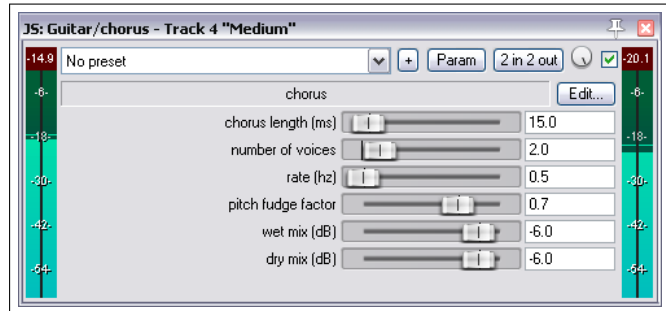 JS: Guitar/chorus - Track 4 "Medium"
-14.9 No preset + Param 2 in 2 out -20.1
-6- chorus Edit... -6-
chorus length (ms) 15.0
-18- number of voices 2.0 -18-
rate (hz) 0.5
-30- pitch fudge factor 0.7 -30-
-42- wet mix (dB) -6.0 -42-
dry mix (dB) -6.0
-54- -54-